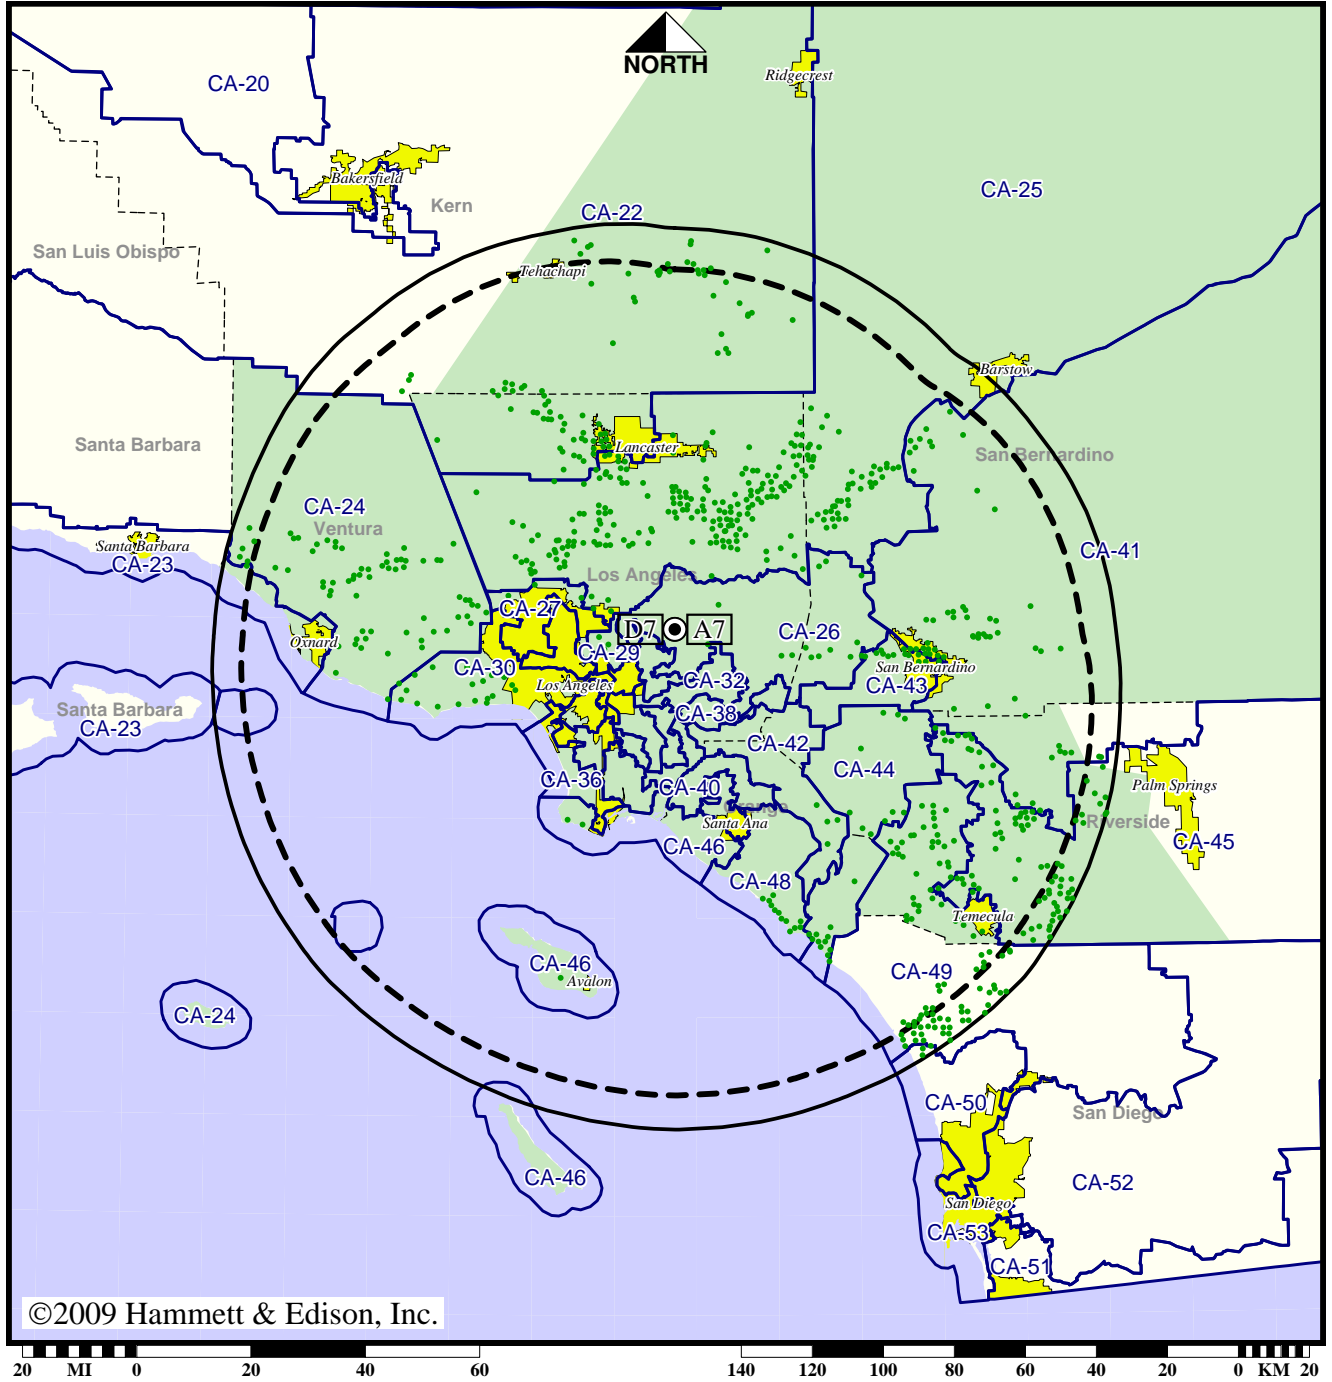 NORTH
Ridgecrest
CA-20
Bakersfield
CA-25
Kern
CA-22
San Luis Obispo
Tehachapi
Barstow
Santa Barbara
Lancaster
San Bernardino
CA-24
Ventura
Santa Barbara
CA-23
CA-41
Los Angeles
CA-27
D7
A7
CA-26
Oxnard
CA-29
CA-30
San Bernardino
CA-32
CA-43
Los Angeles
Santa Barbara
CA-23
CA-38
CA-42
CA-44
CA-36
CA-40
Palm Springs
Orange
Santa Ana
Riverside
CA-46
CA-45
CA-48
Temecula
CA-46
Avalon
CA-49
CA-24
CA-50
San Diego
CA-46
CA-52
San Diego
CA-53
CA-51
©2009 Hammett & Edison, Inc.
20 MI 0 20 40 60 140 120 100 80 60 40 20 0 KM 20